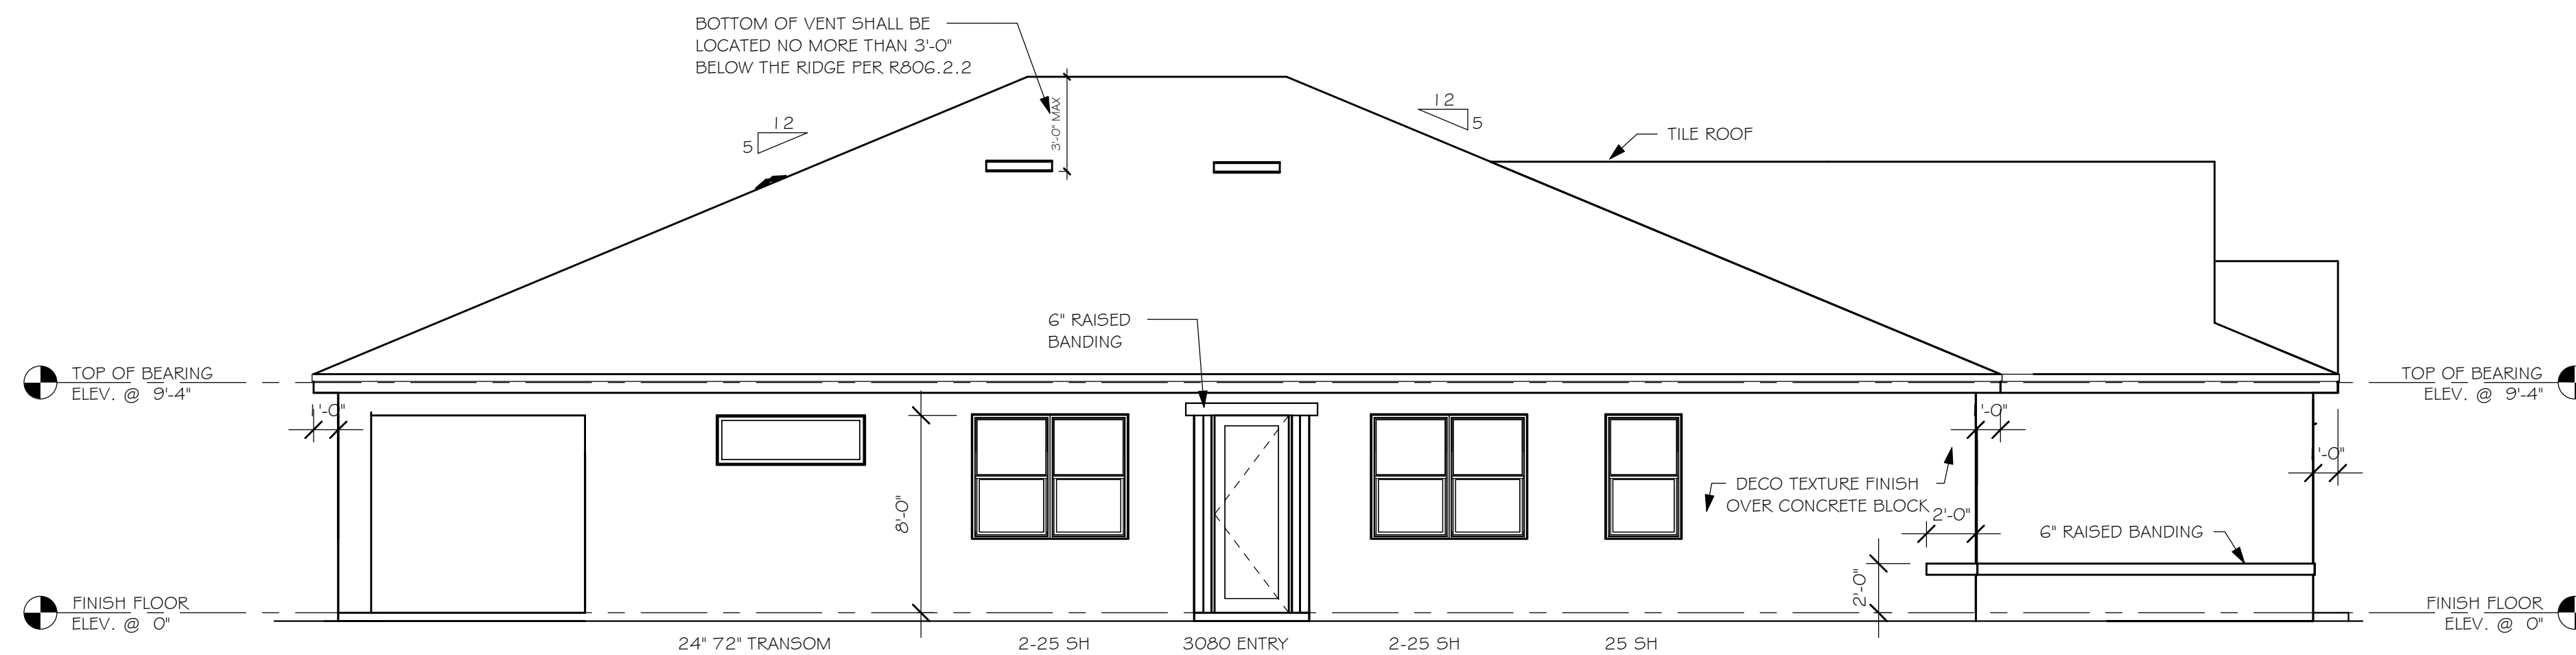 BOTTOM OF VENT SHALL BE
LOCATED NO MORE THAN 3'-0"
BELOW THE RIDGE PER R806.2.2
12
5
3'-0" MAX
12
5
TILE ROOF
6" RAISED
BANDING
TOP OF BEARING
ELEV. @ 9'-4"
TOP OF BEARING
ELEV. @ 9'-4"
1'-0"
1'-0"
1'-0"
8'-0"
DECO TEXTURE FINISH
OVER CONCRETE BLOCK
2'-0"
6" RAISED BANDING
2'-0"
FINISH FLOOR
ELEV. @ 0"
FINISH FLOOR
ELEV. @ 0"
24" 72" TRANSOM
2-25 SH
3080 ENTRY
2-25 SH
25 SH